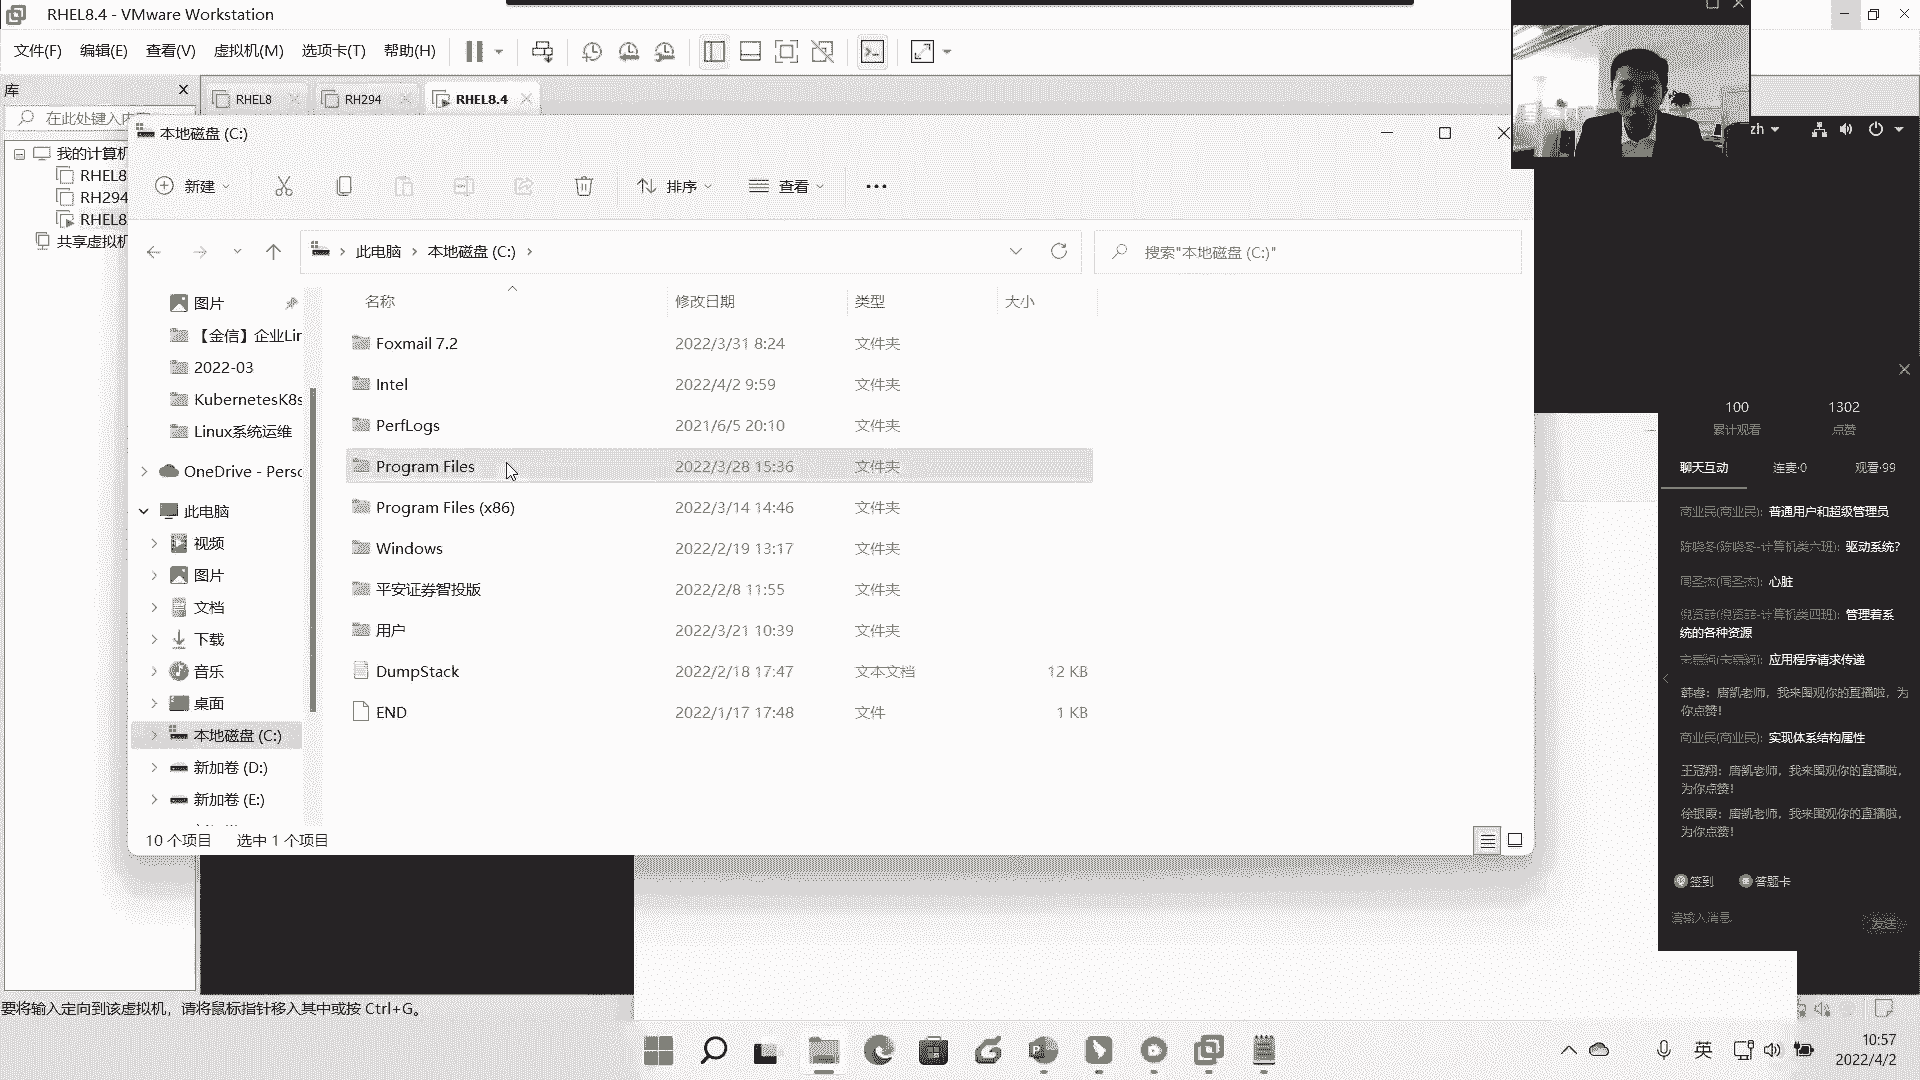 RHEL8.4 - VMware Workstation
文件(F) 编辑(E) 查看(V) 虚拟机(M) 选项卡(T) 帮助(H)
库
RHEL8 RH294 RHEL8.4
在此处键入内
我的计算机
RHEL8
RH294
RHEL8
共享虚拟机
zh
本地磁盘 (C:)
新建 排序 查看
此电脑 本地磁盘 (C:)
搜索"本地磁盘 (C:)"
图片
【金信】企业Lin
2022-03
KubernetesK8s
Linux系统运维
OneDrive - Perso
此电脑
视频
图片
文档
下载
音乐
桌面
本地磁盘 (C:)
新加卷 (D:)
新加卷 (E:)
名称 修改日期 类型 大小
Foxmail 7.2 2022/3/31 8:24 文件夹
Intel 2022/4/2 9:59 文件夹
PerfLogs 2021/6/5 20:10 文件夹
Program Files 2022/3/28 15:36 文件夹
Program Files (x86) 2022/3/14 14:46 文件夹
Windows 2022/2/19 13:17 文件夹
平安证券智投版 2022/2/8 11:55 文件夹
用户 2022/3/21 10:39 文件夹
DumpStack 2022/2/18 17:47 文本文档 12 KB
END 2022/1/17 17:48 文件 1 KB
10 个项目 选中 1 个项目
100 1302
累计观看 点赞
聊天互动 连麦·0 观看·99
商业民(商业民): 普通用户和超级管理员
陈晓冬(陈晓冬-计算机类六班): 驱动系统?
周圣杰(周圣杰): 心脏
计算机类四班): 管理着系
统的各种资源
应用程序请求传递
韩睿: 唐凯老师，我来围观你的直播啦，为
你点赞!
商业民(商业民): 实现体系结构属性
王冠翔: 唐凯老师，我来围观你的直播啦，
为你点赞!
徐银霞: 唐凯老师，我来围观你的直播啦，
为你点赞!
签到 答题卡
请输入消息
发送
要将输入定向到该虚拟机，请将鼠标指针移入其中或按 Ctrl+G。
英
10:57
2022/4/2